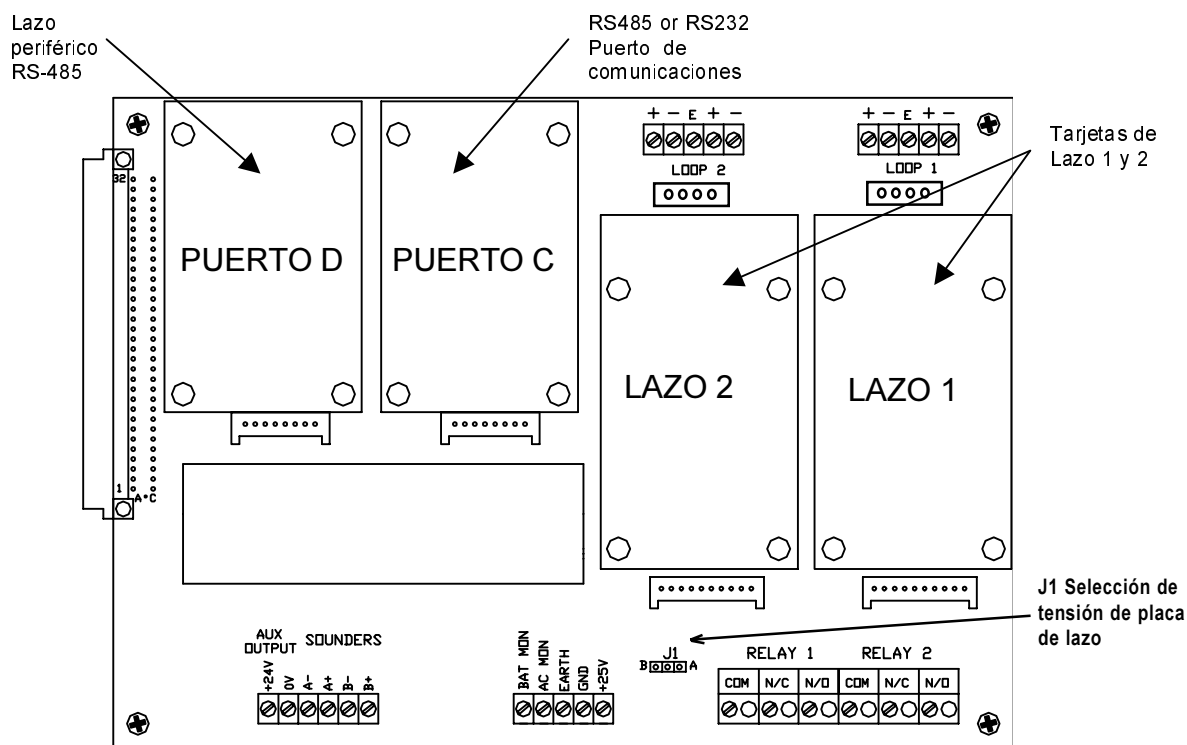 Lazo
periférico
RS-485
RS485 or RS232
Puerto de
comunicaciones
+ - E + -
LOOP 2
+ - E + -
LOOP 1
Tarjetas de
Lazo 1 y 2
32
PUERTO D
PUERTO C
LAZO 2
LAZO 1
1
A•C
J1 Selección de
tensión de placa
de lazo
AUX
OUTPUT
SOUNDERS
+24V
0V
A-
A+
B-
B+
BAT MON
AC MON
EARTH
GND
+25V
J1
B A
RELAY 1
RELAY 2
COM N/C N/O COM N/C N/O